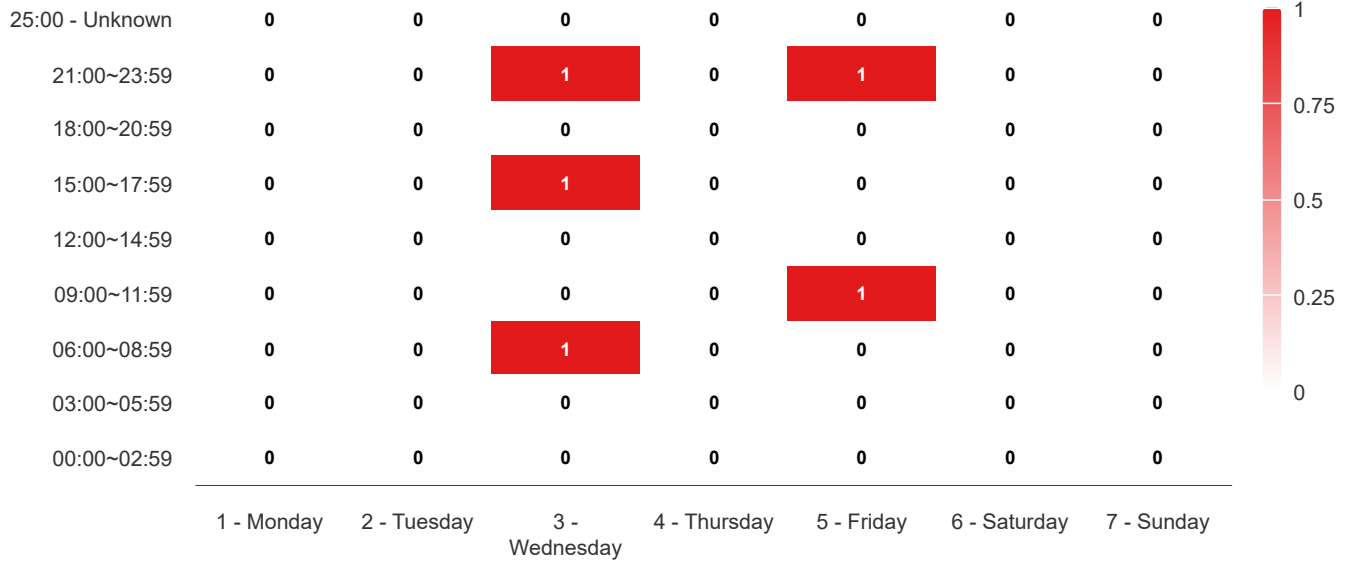 25:00 - Unknown 0 0 0 0 0 0 0 1
21:00~23:59 0 0 1 0 1 0 0
0.75
18:00~20:59 0 0 0 0 0 0 0
15:00~17:59 0 0 1 0 0 0 0
0.5
12:00~14:59 0 0 0 0 0 0 0
09:00~11:59 0 0 0 0 1 0 0
0.25
06:00~08:59 0 0 1 0 0 0 0
0
03:00~05:59 0 0 0 0 0 0 0
00:00~02:59 0 0 0 0 0 0 0
1 - Monday 2 - Tuesday 3 - 4 - Thursday 5 - Friday 6 - Saturday 7 - Sunday
Wednesday